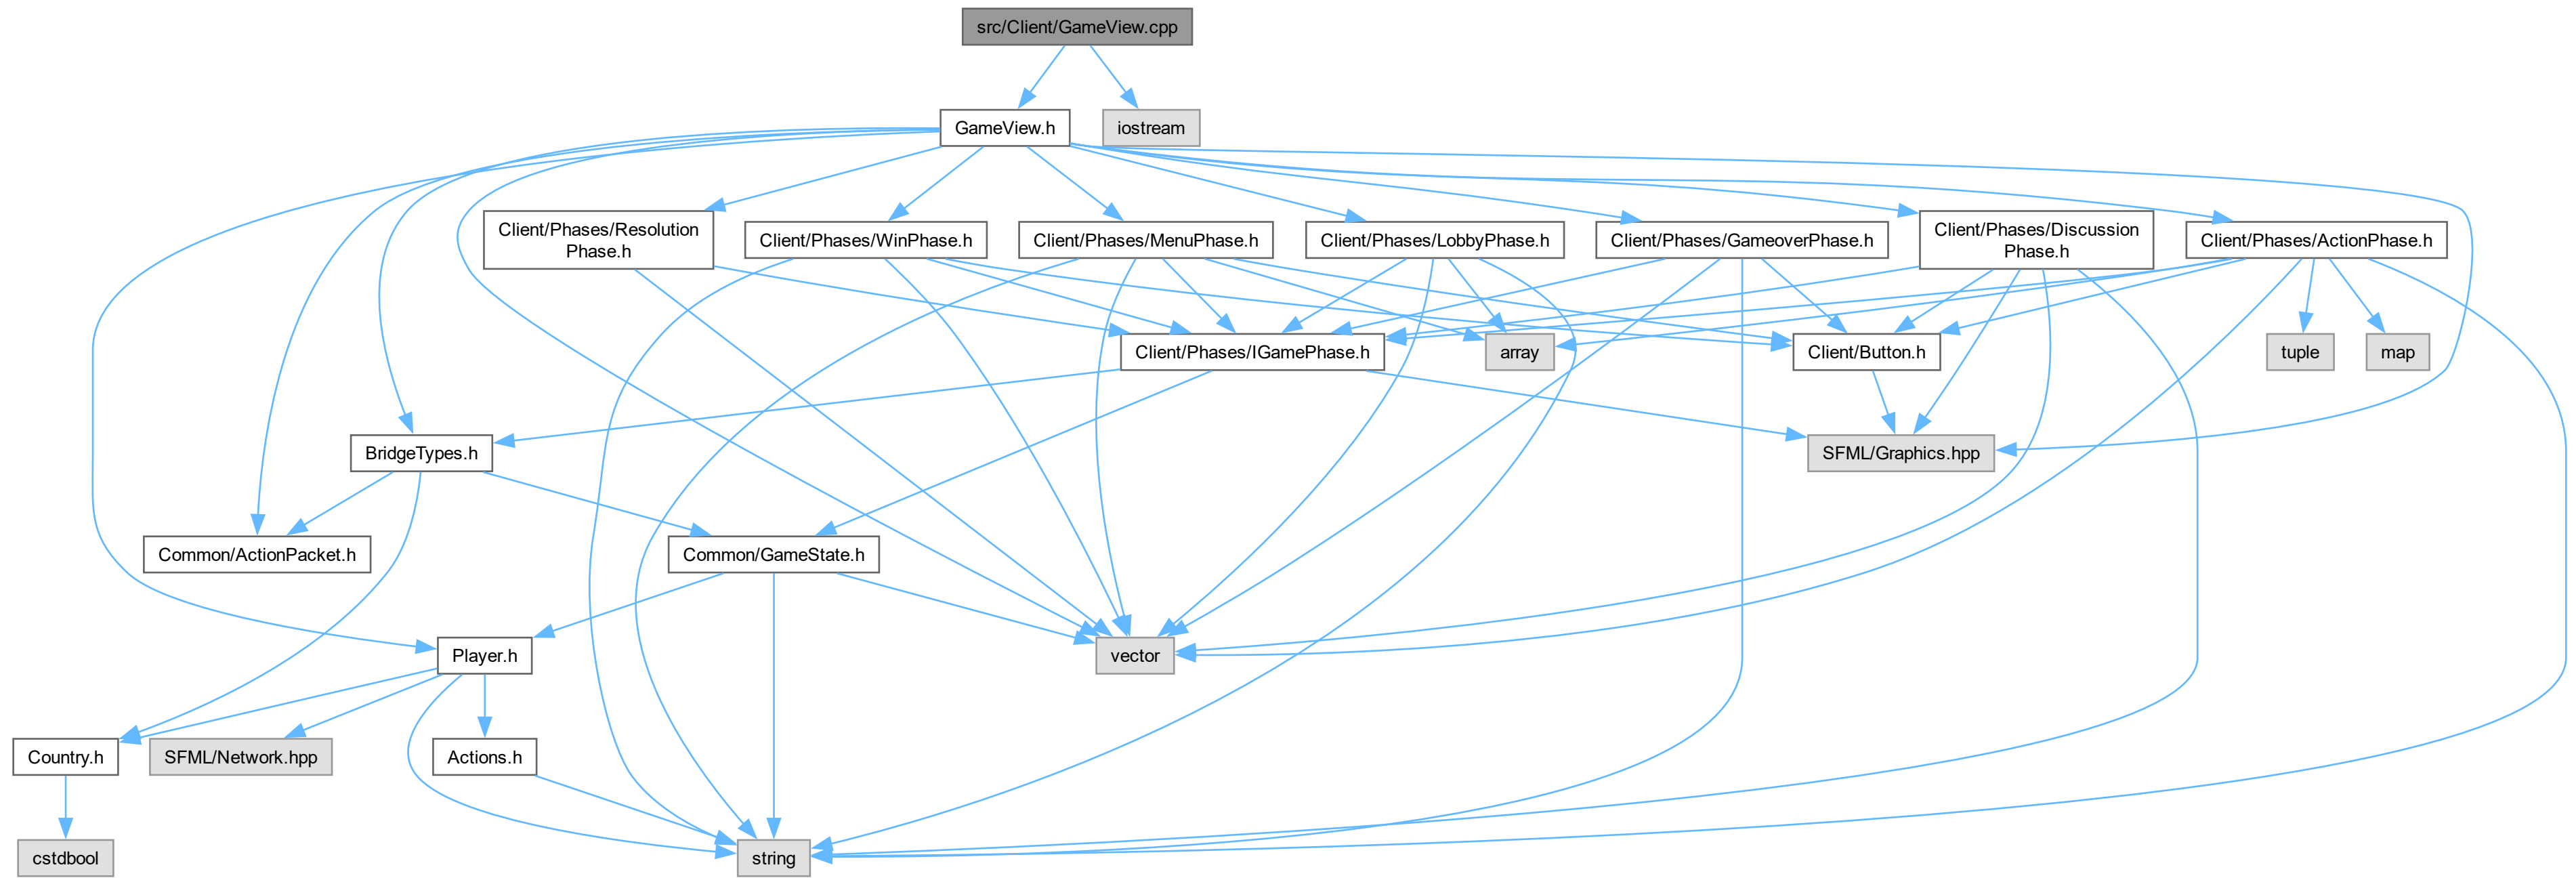 src/Client/GameView.cpp
GameView.h
iostream
Client/Phases/Resolution
Phase.h
Client/Phases/WinPhase.h
Client/Phases/MenuPhase.h
Client/Phases/LobbyPhase.h
Client/Phases/GameoverPhase.h
Client/Phases/Discussion
Phase.h
Client/Phases/ActionPhase.h
Client/Phases/IGamePhase.h
array
Client/Button.h
tuple
map
BridgeTypes.h
SFML/Graphics.hpp
Common/ActionPacket.h
Common/GameState.h
Player.h
vector
Country.h
SFML/Network.hpp
Actions.h
cstdbool
string